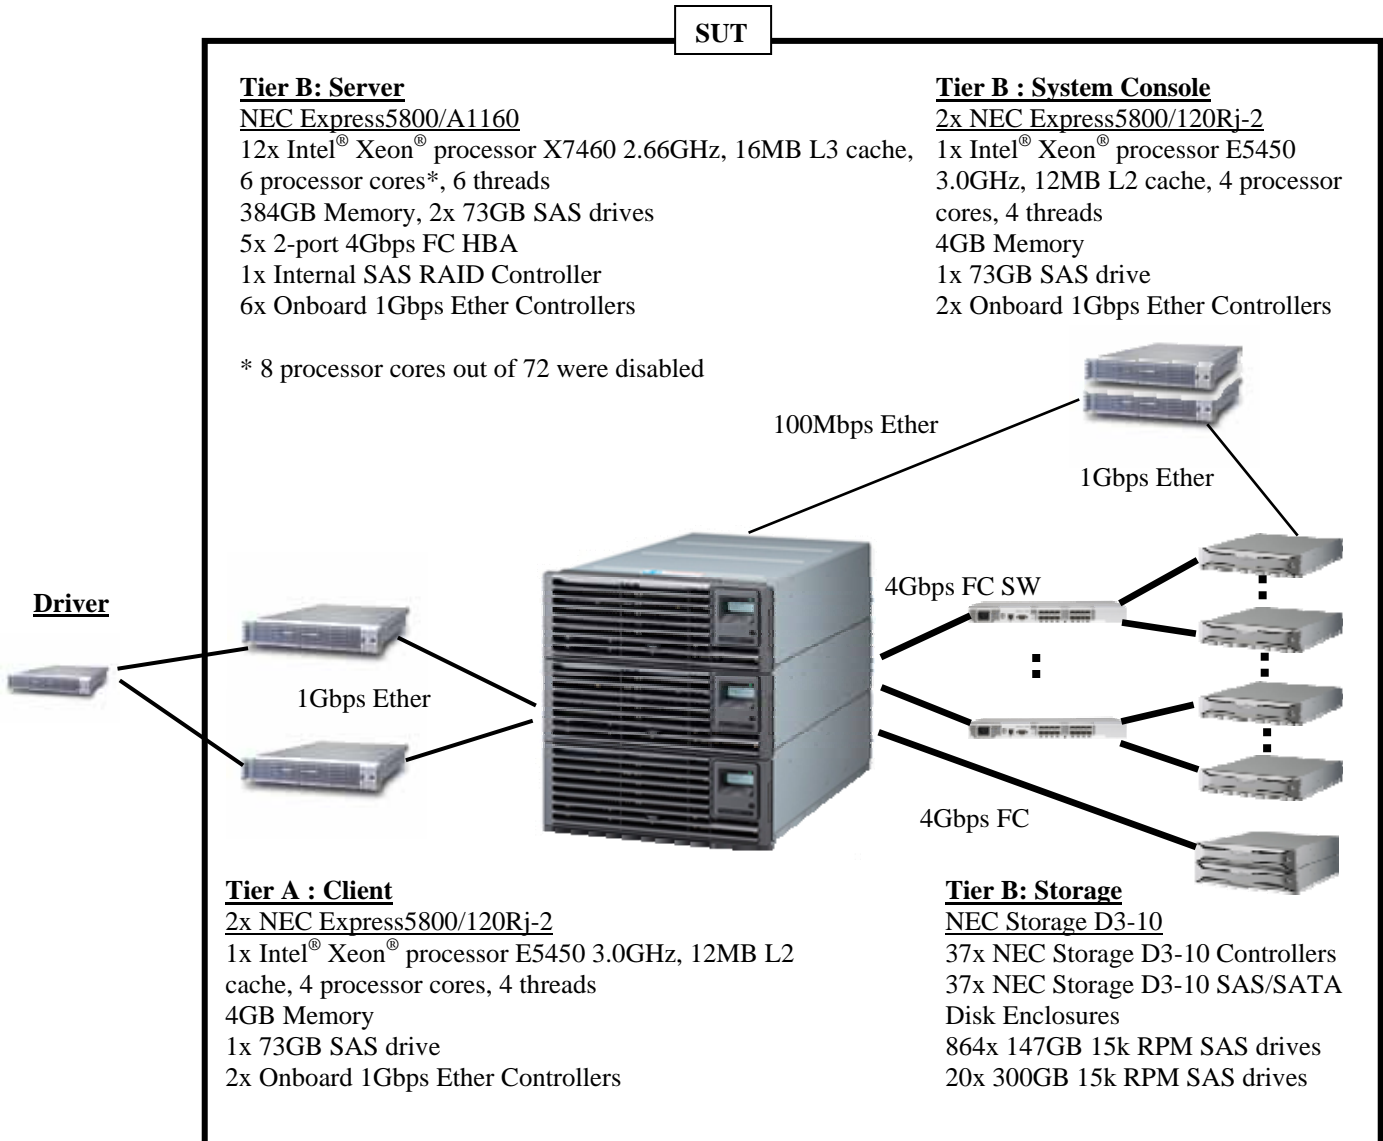 SUT
Tier B: Server
NEC Express5800/A1160
12x Intel® Xeon® processor X7460 2.66GHz, 16MB L3 cache,
6 processor cores*, 6 threads
384GB Memory, 2x 73GB SAS drives
5x 2-port 4Gbps FC HBA
1x Internal SAS RAID Controller
6x Onboard 1Gbps Ether Controllers
* 8 processor cores out of 72 were disabled
Tier B : System Console
2x NEC Express5800/120Rj-2
1x Intel® Xeon® processor E5450
3.0GHz, 12MB L2 cache, 4 processor
cores, 4 threads
4GB Memory
1x 73GB SAS drive
2x Onboard 1Gbps Ether Controllers
100Mbps Ether
1Gbps Ether
4Gbps FC SW
Driver
1Gbps Ether
4Gbps FC
Tier A : Client
2x NEC Express5800/120Rj-2
1x Intel® Xeon® processor E5450 3.0GHz, 12MB L2
cache, 4 processor cores, 4 threads
4GB Memory
1x 73GB SAS drive
2x Onboard 1Gbps Ether Controllers
Tier B: Storage
NEC Storage D3-10
37x NEC Storage D3-10 Controllers
37x NEC Storage D3-10 SAS/SATA
Disk Enclosures
864x 147GB 15k RPM SAS drives
20x 300GB 15k RPM SAS drives